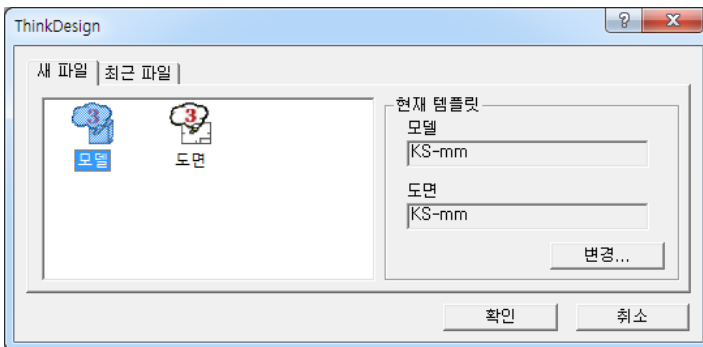 ThinkDesign
새 파일 최근 파일
모델 도면
현재 템플릿
모델
KS-mm
도면
KS-mm
변경...
확인 취소